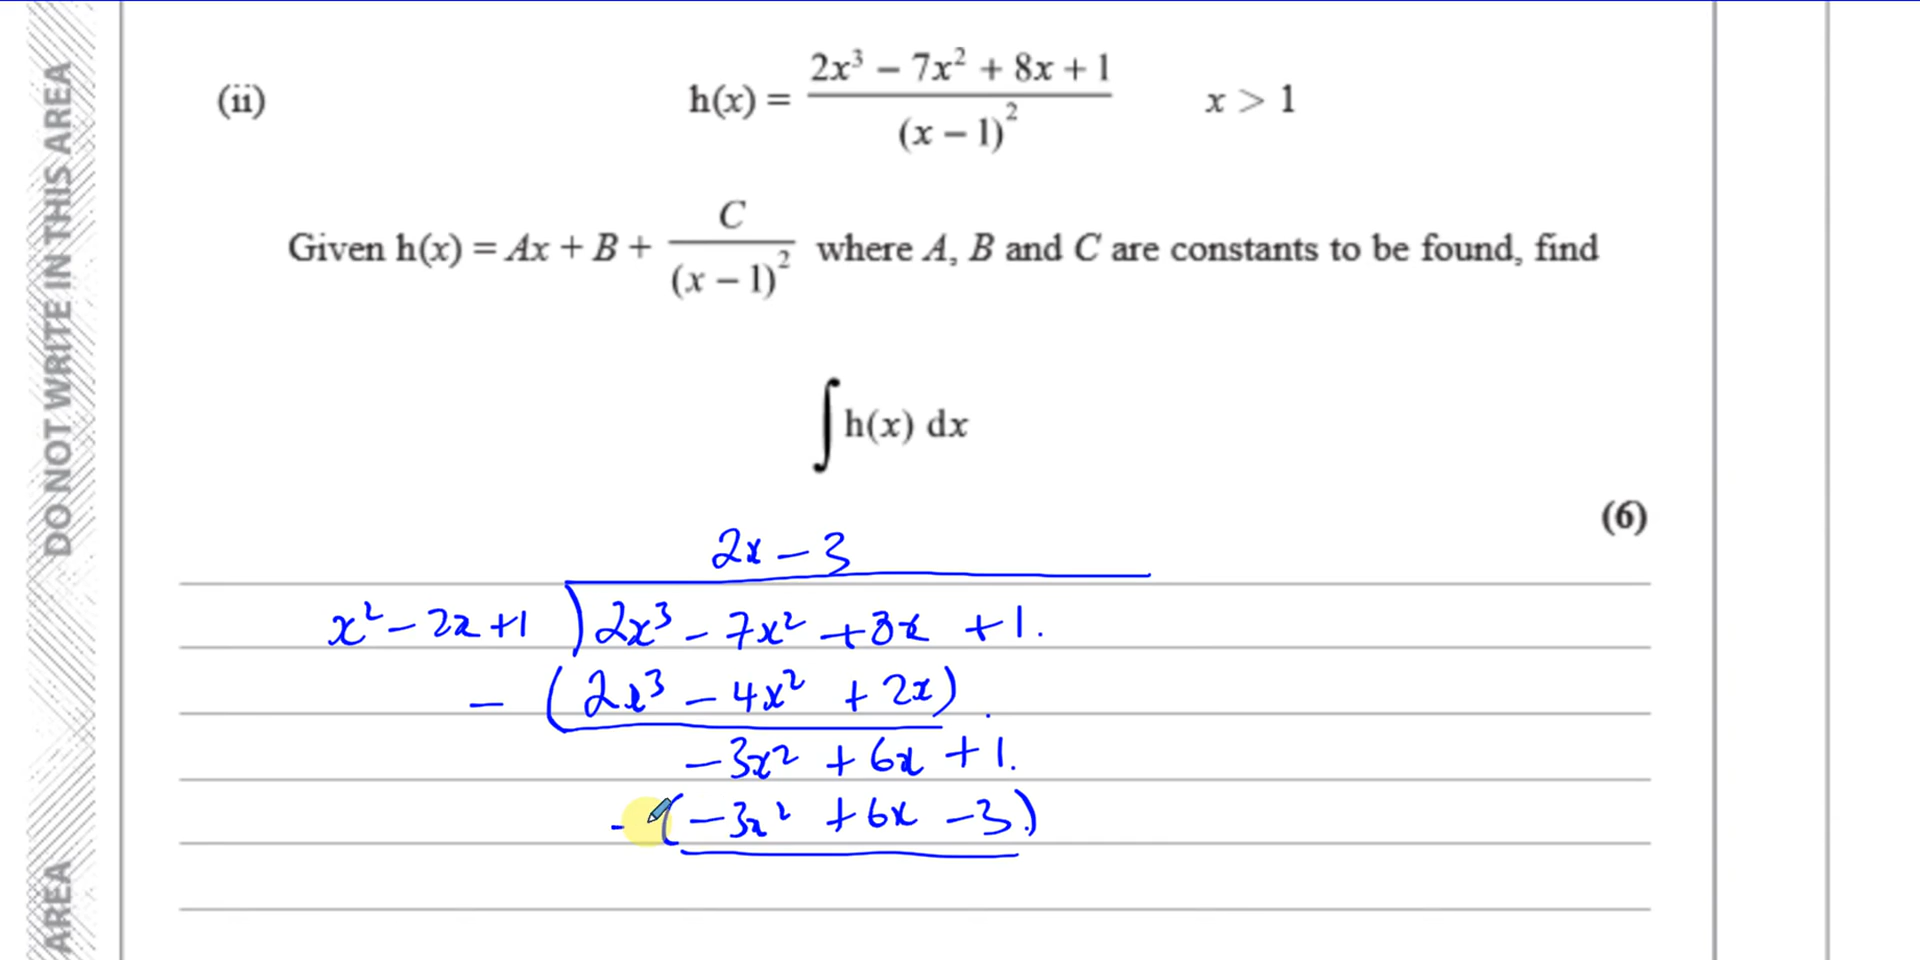 DO NOT WRITE IN THIS AREA
AREA
(ii) h(x) = (2x³ − 7x² + 8x + 1) / (x − 1)²  x > 1
Given h(x) = Ax + B + C / (x − 1)² where A, B and C are constants to be found, find
∫ h(x) dx
(6)
2x − 3
x² − 2x + 1 ) 2x³ − 7x² + 8x + 1.
− ( 2x³ − 4x² + 2x ) .
− 3x² + 6x + 1.
− ( − 3x² + 6x − 3 )